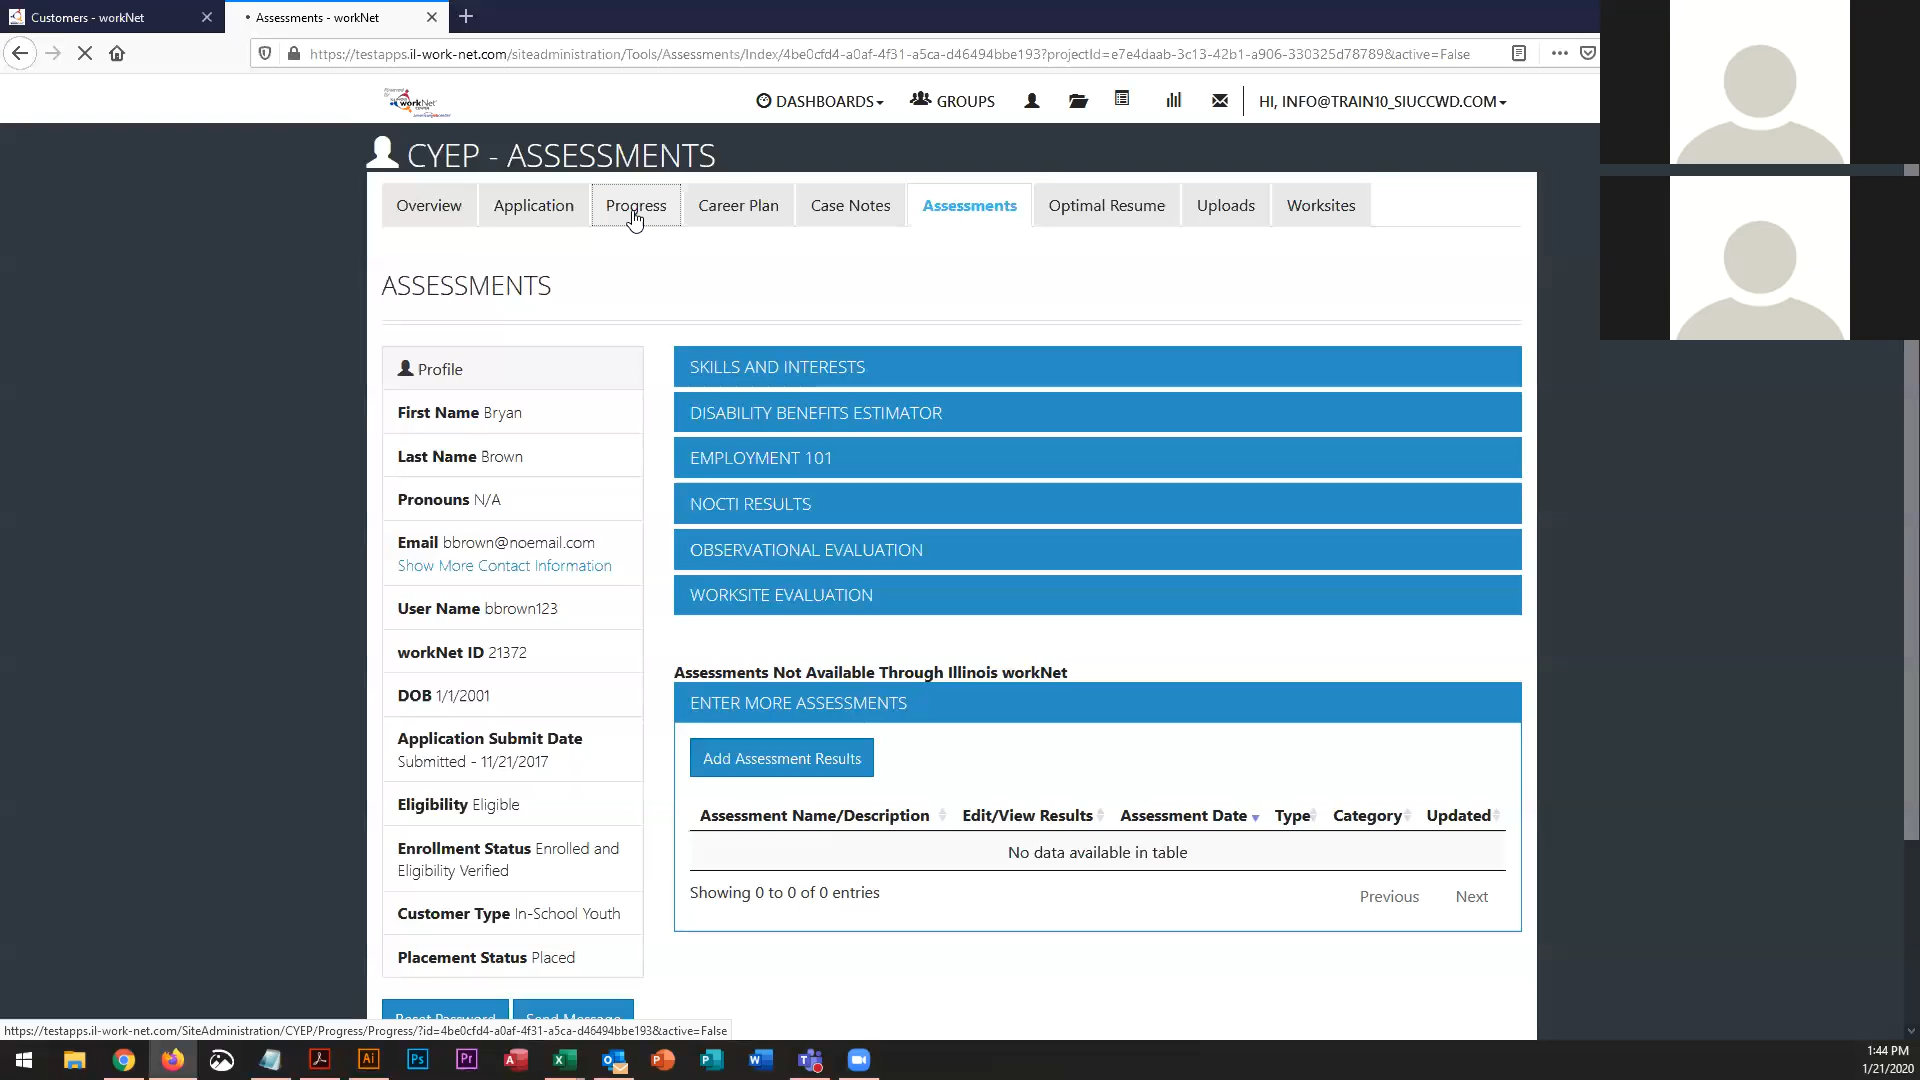 Customers - workNet
Assessments - workNet
https://testapps.il-work-net.com/siteadministration/Tools/Assessments/Index/4be0cfd4-a0af-4f31-a5ca-d46494bbe193?projectId=e7e4daab-3c13-42b1-a906-330325d78789&active=False
workNet
DASHBOARDS
GROUPS
HI, INFO@TRAIN10_SIUCCWD.COM
CYEP - ASSESSMENTS
Overview
Application
Progress
Career Plan
Case Notes
Assessments
Optimal Resume
Uploads
Worksites
ASSESSMENTS
Profile
First Name Bryan
Last Name Brown
Pronouns N/A
Email bbrown@noemail.com
Show More Contact Information
User Name bbrown123
workNet ID 21372
DOB 1/1/2001
Application Submit Date
Submitted - 11/21/2017
Eligibility Eligible
Enrollment Status Enrolled and
Eligibility Verified
Customer Type In-School Youth
Placement Status Placed
Reset Password
Send Message
SKILLS AND INTERESTS
DISABILITY BENEFITS ESTIMATOR
EMPLOYMENT 101
NOCTI RESULTS
OBSERVATIONAL EVALUATION
WORKSITE EVALUATION
Assessments Not Available Through Illinois workNet
ENTER MORE ASSESSMENTS
Add Assessment Results
Assessment Name/Description
Edit/View Results
Assessment Date
Type
Category
Updated
No data available in table
Showing 0 to 0 of 0 entries
Previous
Next
https://testapps.il-work-net.com/SiteAdministration/CYEP/Progress/Progress/?id=4be0cfd4-a0af-4f31-a5ca-d46494bbe193&active=False
Ai
Ps
Pr
1:44 PM
1/21/2020